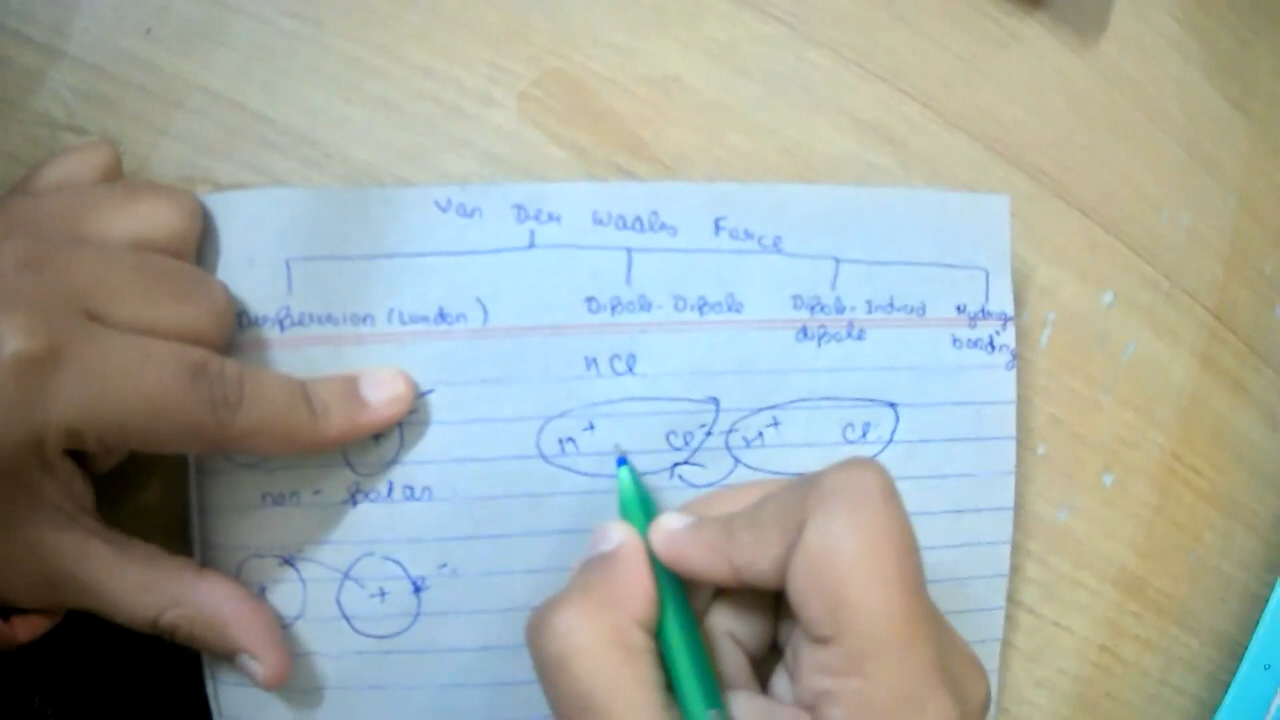 Van Der Waals Force
Dispersion (London) Dipole-Dipole Dipole-Induced Hydrogen
dipole bonding
HCl
H+ Cl- H+ Cl
+ e-
non-polar
+ + e-